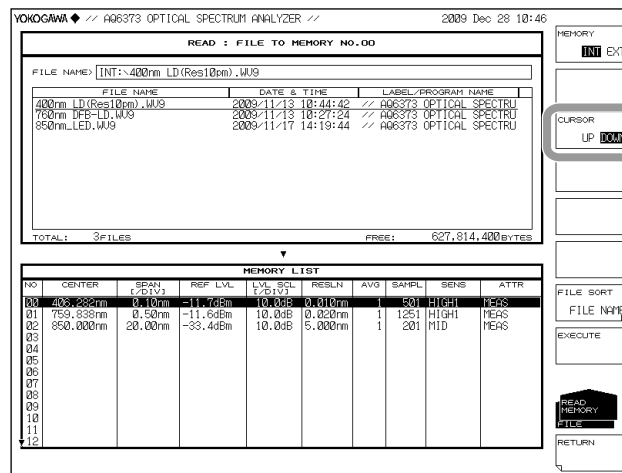 YOKOGAWA ◆ // AQ6373 OPTICAL SPECTRUM ANALYZER // 2009 Dec 28 10:46
READ : FILE TO MEMORY NO.00
FILE NAME> INT:\400nm LD(Res10pm).WV9
FILE NAME DATE & TIME LABEL/PROGRAM NAME
400nm LD(Res10pm).WV9 2009/11/13 10:44:42 // AQ6373 OPTICAL SPECTRU
760nm DFB-LD.WV9 2009/11/13 10:27:24 // AQ6373 OPTICAL SPECTRU
850nm_LED.WV9 2009/11/17 14:19:44 // AQ6373 OPTICAL SPECTRU
TOTAL: 3FILES FREE: 627,814,400BYTES
MEMORY LIST
NO CENTER SPAN [/DIV] REF LVL LVL SCL [/DIV] RESLN AVG SAMPL SENS ATTR
00 406.282nm 0.10nm -11.7dBm 10.0dB 0.010nm 1 501 HIGH1 MEAS
01 759.838nm 0.50nm -11.6dBm 10.0dB 0.020nm 1 1251 HIGH1 MEAS
02 850.000nm 20.00nm -33.4dBm 10.0dB 5.000nm 1 201 MID MEAS
03
04
05
06
07
08
09
10
11
12
MEMORY
INT EXT
CURSOR
UP DOWN
FILE SORT
FILE NAME
EXECUTE
READ
MEMORY
FILE
RETURN